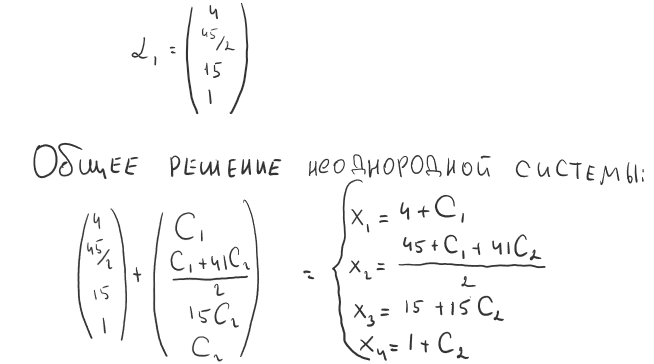 α₁ = (4
45/2
15
1)
Общее решение неоднородной системы:
(4
45/2
15
1) + (C₁
(C₁+41C₂)/2
15C₂
C₂) = {x₁ = 4+C₁
x₂ = (45+C₁+41C₂)/2
x₃ = 15+15C₂
x₄ = 1+C₂